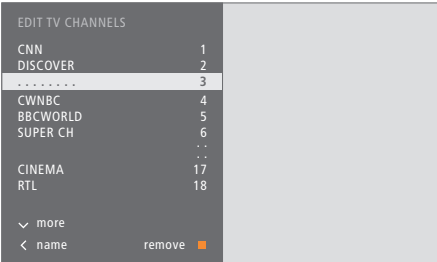 EDIT TV CHANNELS
CNN 1
DISCOVER 2
. . . . . . . . 3
CWNBC 4
BBCWORLD 5
SUPER CH 6
. .
. .
CINEMA 17
RTL 18
more
name remove